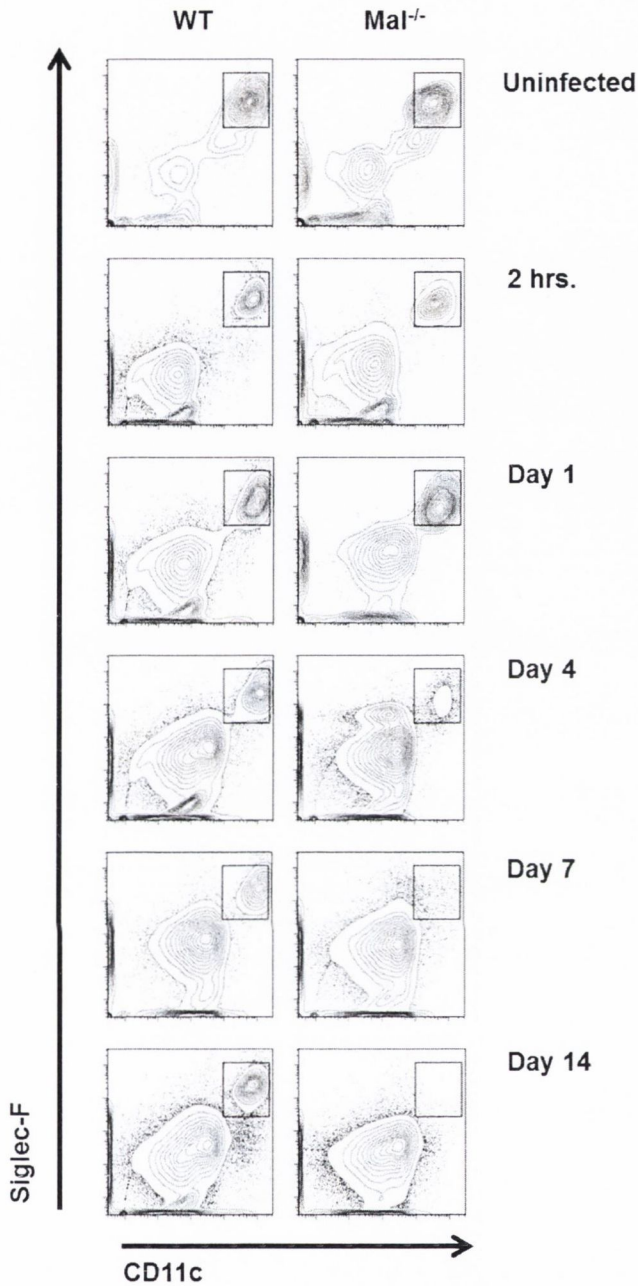 WT Mal-/-
Uninfected
2 hrs.
Day 1
Day 4
Day 7
Day 14
Siglec-F
CD11c